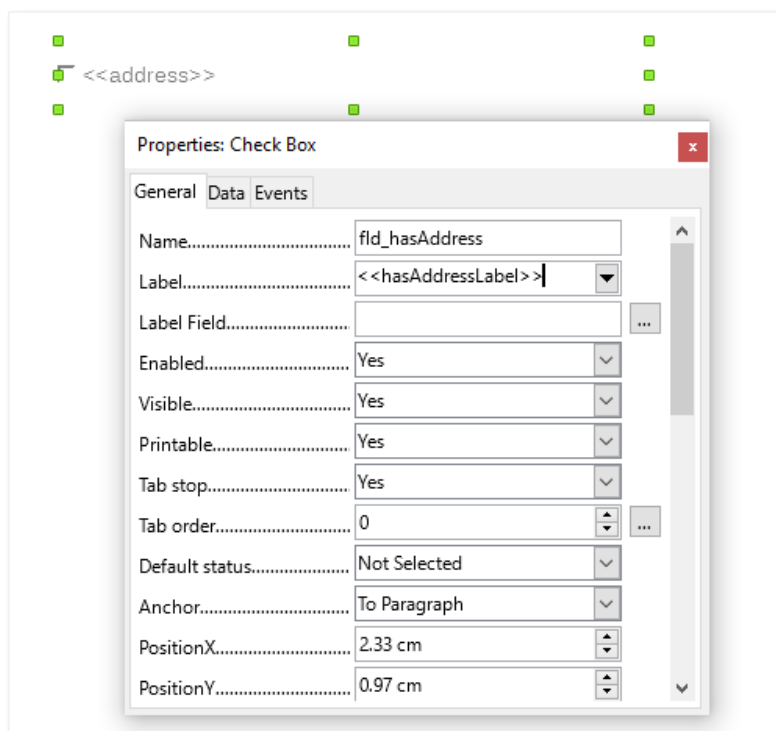 <<address>>
Properties: Check Box
x
General Data Events
Name.................................... fld_hasAddress
Label..................................... <<hasAddressLabel>>
Label Field........................... ...
Enabled................................ Yes
Visible................................... Yes
Printable.............................. Yes
Tab stop............................... Yes
Tab order............................. 0 ...
Default status..................... Not Selected
Anchor.................................. To Paragraph
PositionX.............................. 2.33 cm
PositionY.............................. 0.97 cm